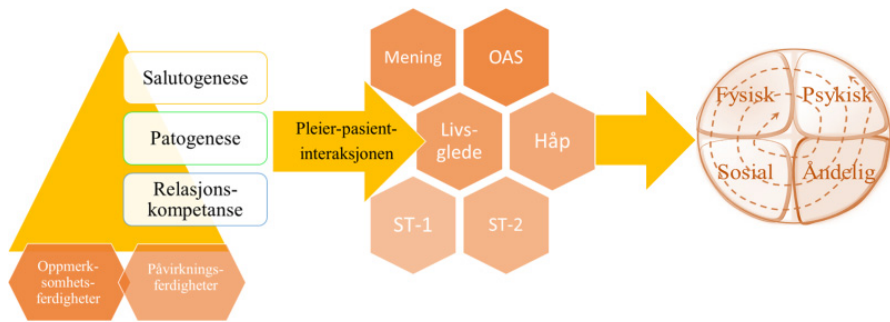 Salutogenese
Patogenese
Relasjons-
kompetanse
Oppmerk-
somhets-
ferdigheter
Påvirknings-
ferdigheter
Pleier-pasient-
interaksjonen
Mening
OAS
Livs-
glede
Håp
ST-1
ST-2
Fysisk
Psykisk
Sosial
Åndelig